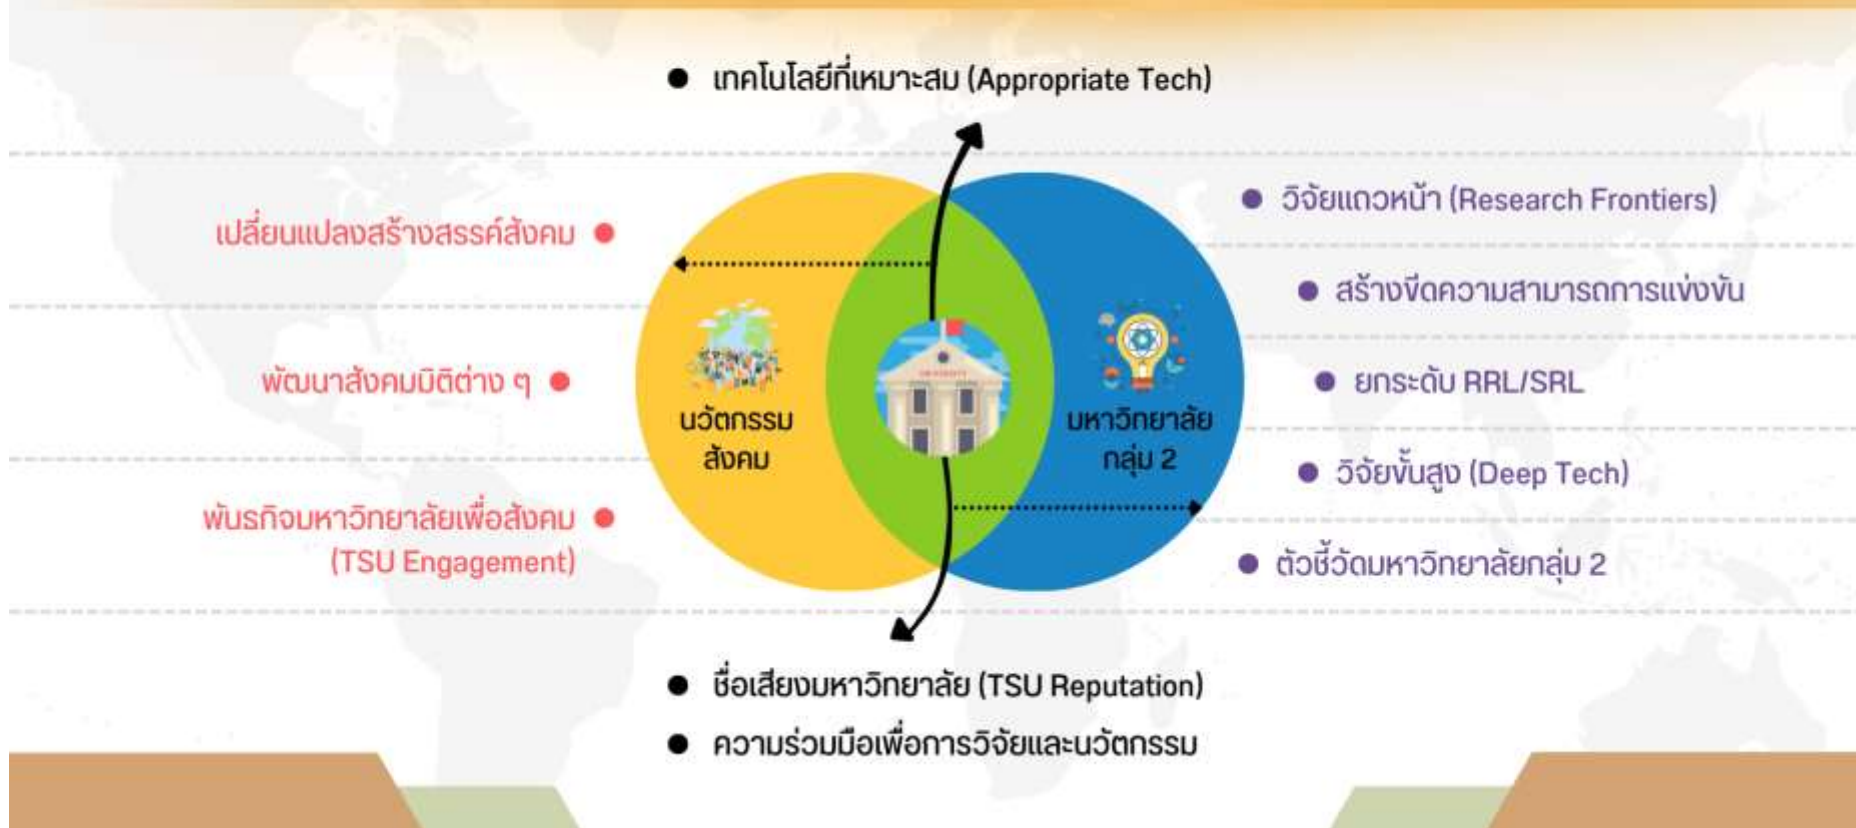 ● เทคโนโลยีที่เหมาะสม (Appropriate Tech)
เปลี่ยนแปลงสร้างสรรค์สังคม ●
พัฒนาสังคมมิติต่าง ๆ ●
พันธกิจมหาวิทยาลัยเพื่อสังคม ●
(TSU Engagement)
นวัตกรรม
สังคม
UNIVERSITY
มหาวิทยาลัย
กลุ่ม 2
● วิจัยแถวหน้า (Research Frontiers)
● สร้างขีดความสามารถการแข่งขัน
● ยกระดับ RRL/SRL
● วิจัยขั้นสูง (Deep Tech)
● ตัวชี้วัดมหาวิทยาลัยกลุ่ม 2
● ชื่อเสียงมหาวิทยาลัย (TSU Reputation)
● ความร่วมมือเพื่อการวิจัยและนวัตกรรม